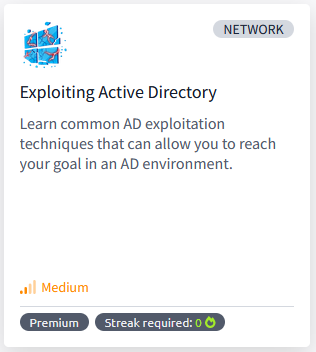 NETWORK
Exploiting Active Directory
Learn common AD exploitation
techniques that can allow you to reach
your goal in an AD environment.
Medium
Premium
Streak required: 0